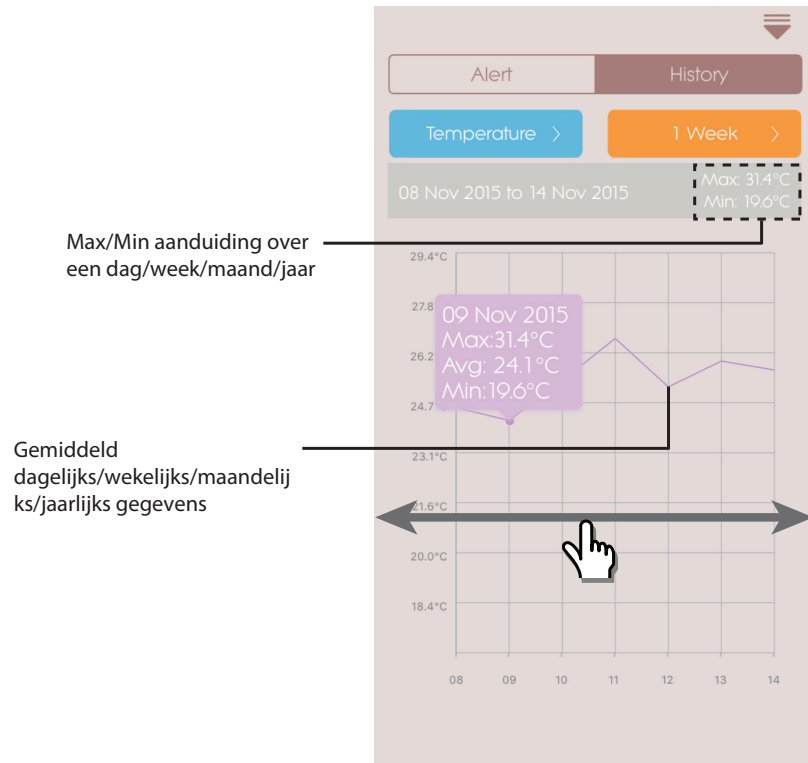 Alert
History
Temperature
1 Week
08 Nov 2015 to 14 Nov 2015
Max: 31.4°C
Min: 19.6°C
Max/Min aanduiding over
een dag/week/maand/jaar
29.4°C
27.8
09 Nov 2015
Max:31.4°C
Avg: 24.1°C
Min:19.6°C
26.2
24.7
Gemiddeld
dagelijks/wekelijks/maandelij
ks/jaarlijks gegevens
23.1°C
21.6°C
20.0°C
18.4°C
08 09 10 11 12 13 14